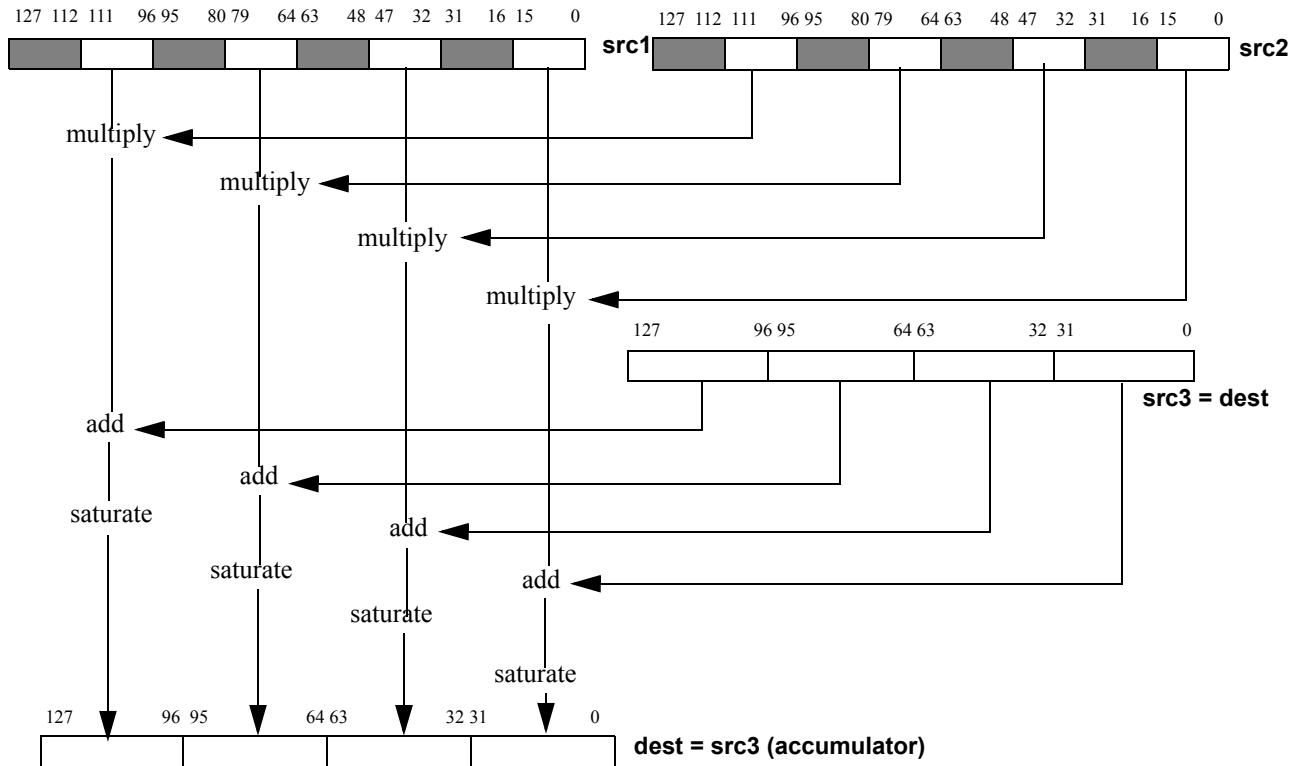 127 112 111 96 95 80 79 64 63 48 47 32 31 16 15 0
src1
127 112 111 96 95 80 79 64 63 48 47 32 31 16 15 0
src2
multiply
multiply
multiply
multiply
127 96 95 64 63 32 31 0
src3 = dest
add
add
saturate
add
saturate
add
saturate
saturate
127 96 95 64 63 32 31 0
dest = src3 (accumulator)